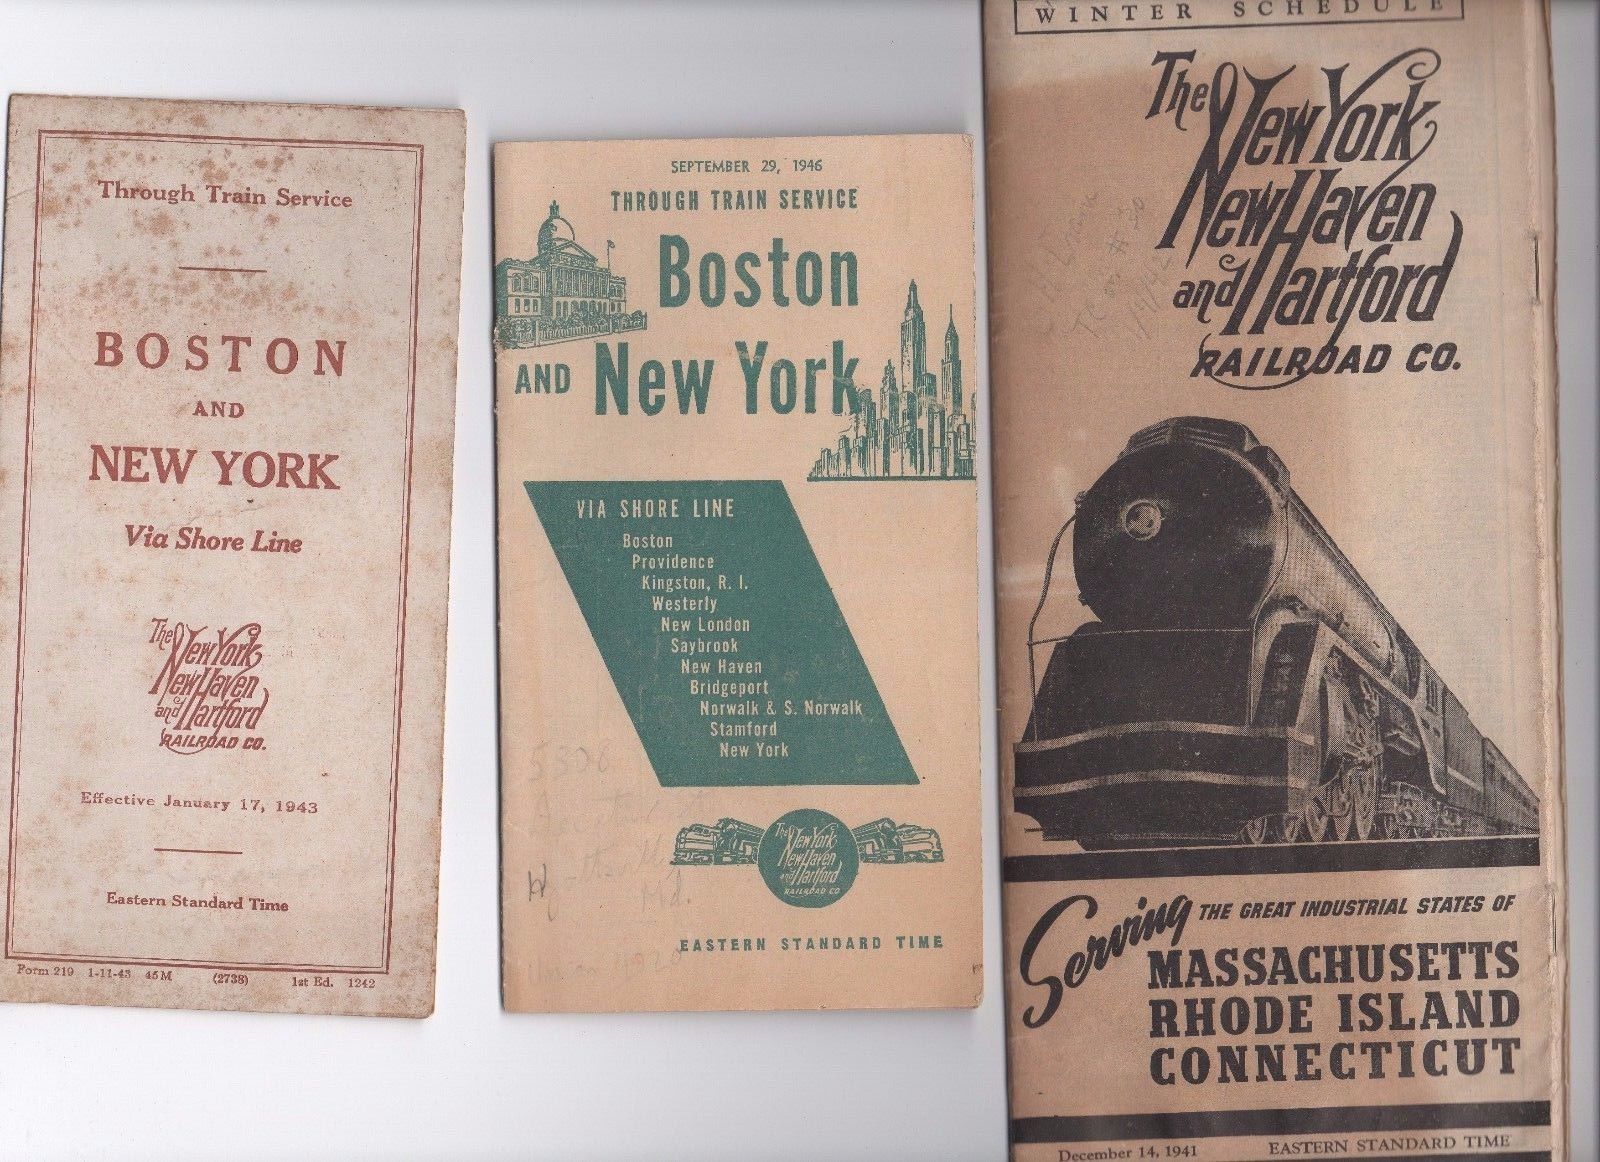 Through Train Service
BOSTON
AND
NEW YORK
Via Shore Line
The
New York
New Haven
and Hartford
RAILROAD CO.
Effective January 17, 1943
Eastern Standard Time
Form 219 1-11-43 45M (2738) 1st Ed. 1242
SEPTEMBER 29, 1946
THROUGH TRAIN SERVICE
Boston
AND New York
VIA SHORE LINE
Boston
Providence
Kingston, R. I.
Westerly
New London
Saybrook
New Haven
Bridgeport
Norwalk & S. Norwalk
Stamford
New York
5300
Md.
The
New York
New Haven
and Hartford
RAILROAD CO
EASTERN STANDARD TIME
WINTER SCHEDULE
The
New York
New Haven
and Hartford
RAILROAD CO.
Serving THE GREAT INDUSTRIAL STATES OF
MASSACHUSETTS
RHODE ISLAND
CONNECTICUT
December 14, 1941 EASTERN STANDARD TIME